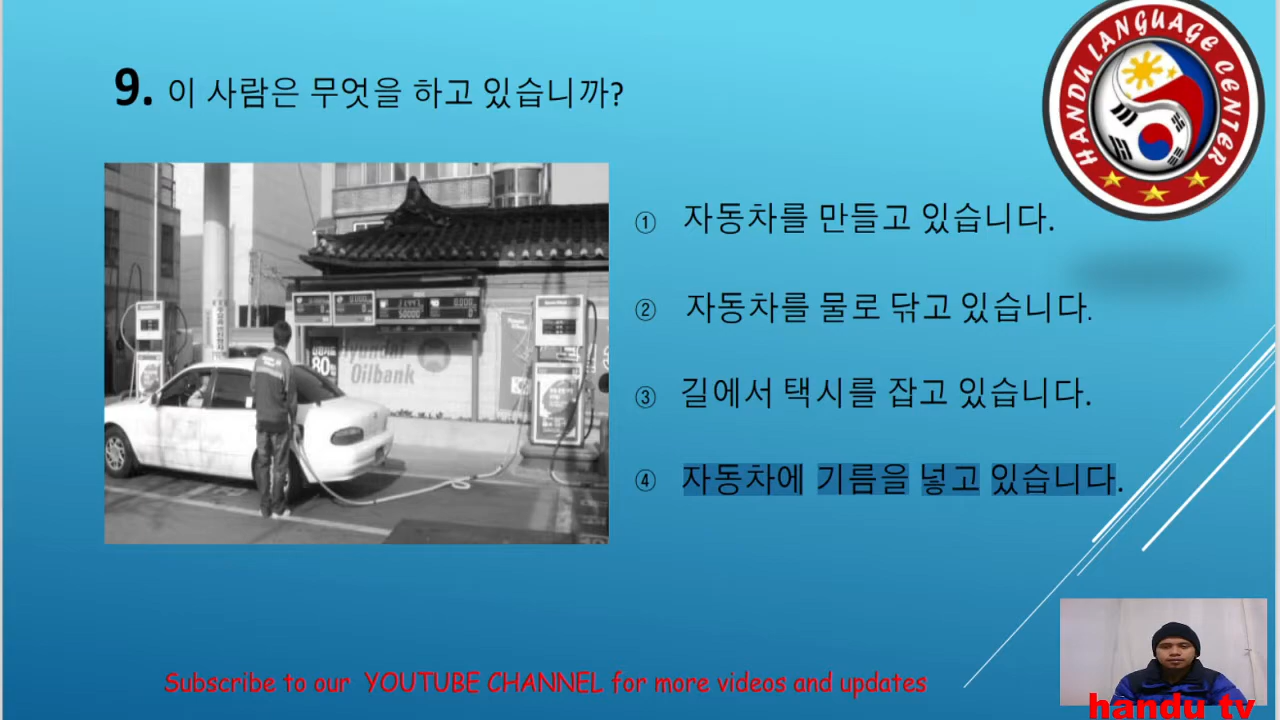 HANDU LANGUAGE CENTER
9. 이 사람은 무엇을 하고 있습니까?
① 자동차를 만들고 있습니다.
② 자동차를 물로 닦고 있습니다.
③ 길에서 택시를 잡고 있습니다.
④ 자동차에 기름을 넣고 있습니다.
80
Oilbank
50000
0.000
Subscribe to our YOUTUBE CHANNEL for more videos and updates
handu tv